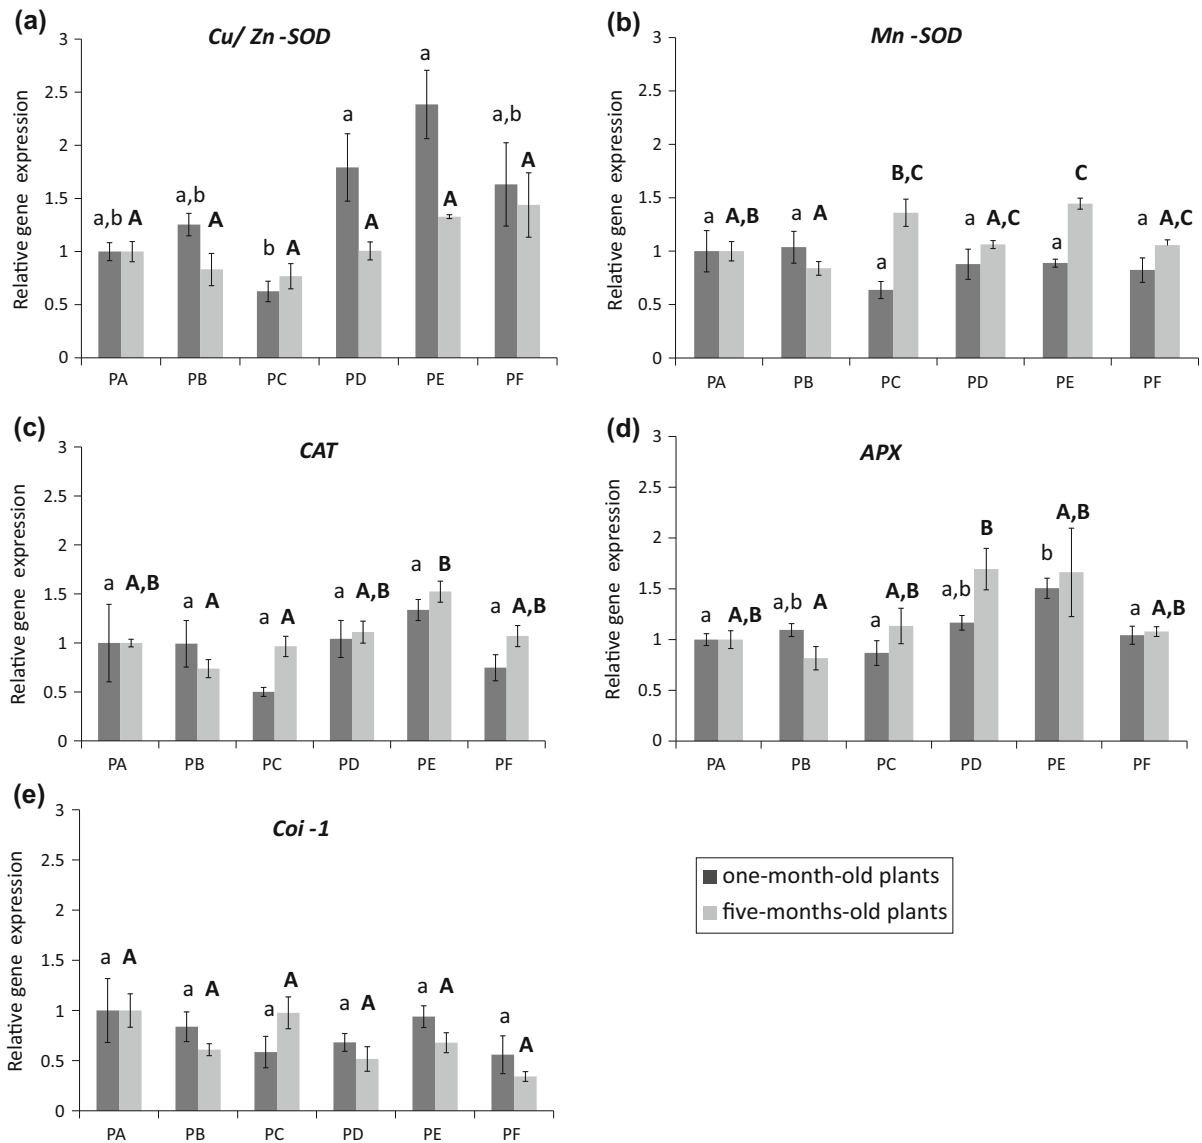 (a)
Cu/ Zn -SOD
Relative gene expression
3
2.5
2
1.5
1
0.5
0
a,b A
a,b A
b A
a A
a A
a,b A
PA PB PC PD PE PF
(b)
Mn -SOD
Relative gene expression
3
2.5
2
1.5
1
0.5
0
a A,B
a A
a B,C
a A,C
a C
a A,C
PA PB PC PD PE PF
(c)
CAT
Relative gene expression
3
2.5
2
1.5
1
0.5
0
a A,B
a A
a A
a A,B
a B
a A,B
PA PB PC PD PE PF
(d)
APX
Relative gene expression
3
2.5
2
1.5
1
0.5
0
a A,B
a,b A
a A,B
a,b B
b A,B
a A,B
PA PB PC PD PE PF
(e)
Coi -1
Relative gene expression
3
2.5
2
1.5
1
0.5
0
a A
a A
a A
a A
a A
a A
PA PB PC PD PE PF
one-month-old plants
five-months-old plants